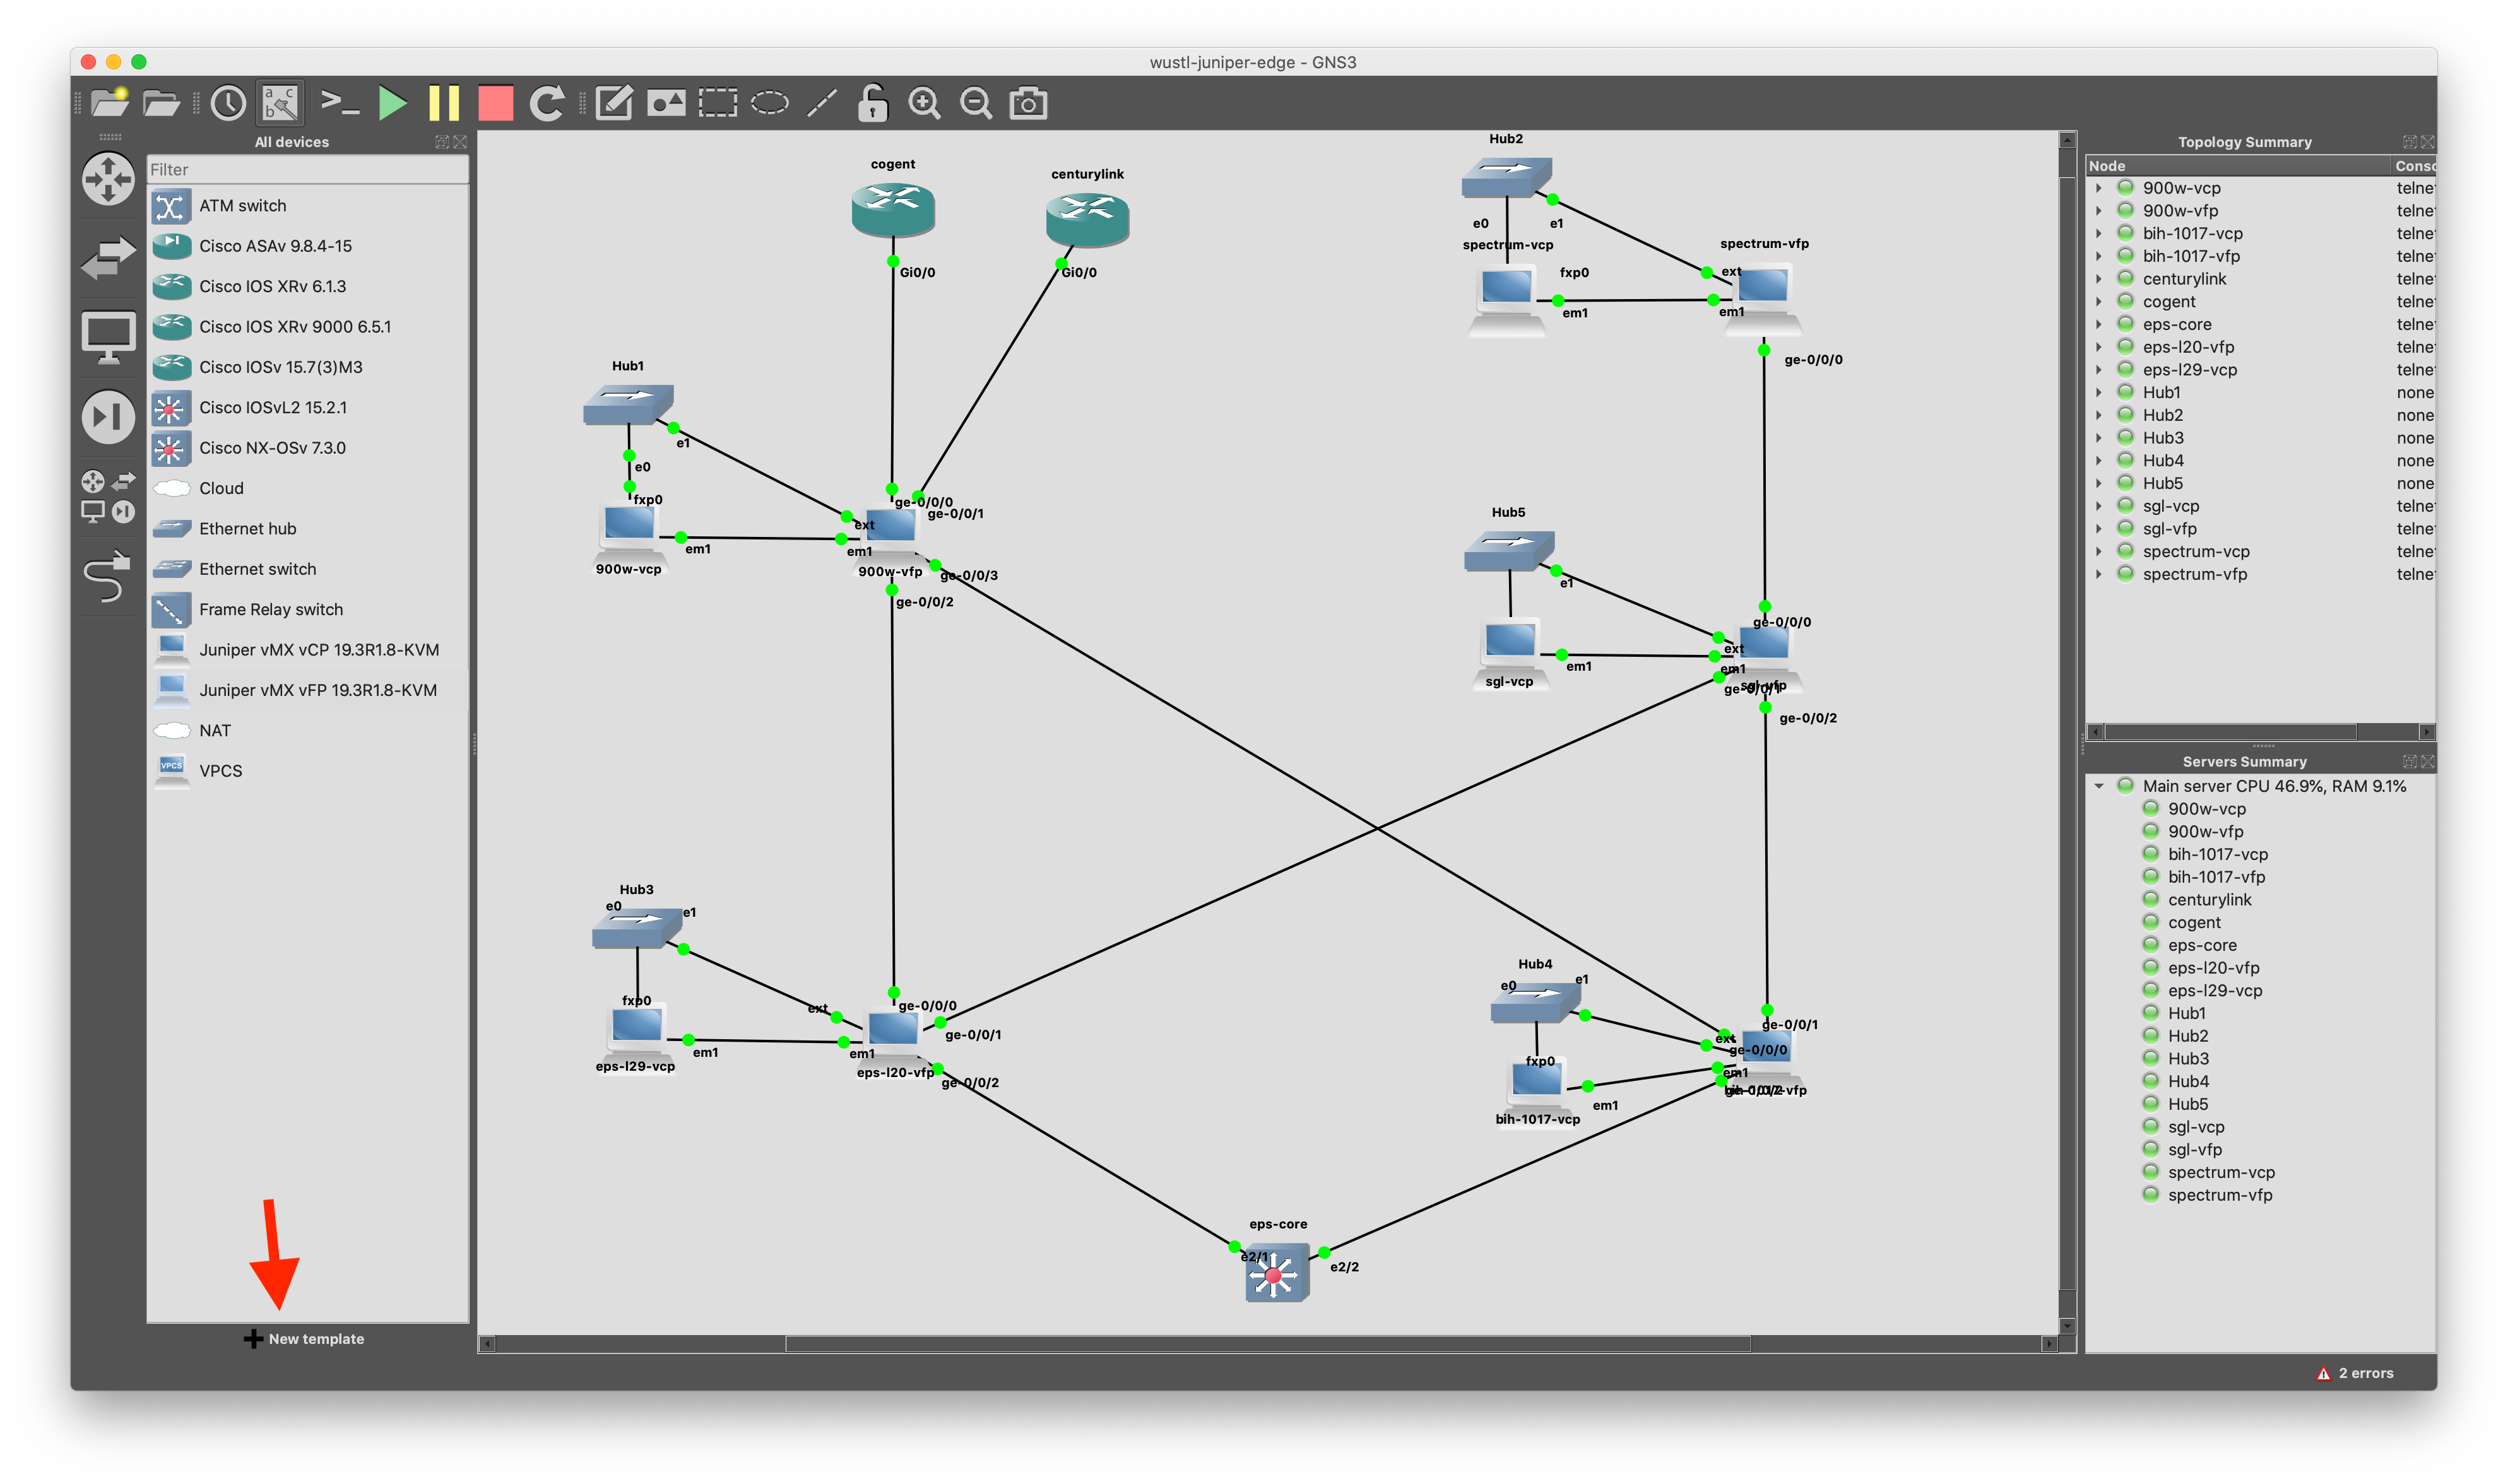 wustl-juniper-edge - GNS3
All devices
Filter
ATM switch
Cisco ASAv 9.8.4-15
Cisco IOS XRv 6.1.3
Cisco IOS XRv 9000 6.5.1
Cisco IOSv 15.7(3)M3
Cisco IOSvL2 15.2.1
Cisco NX-OSv 7.3.0
Cloud
Ethernet hub
Ethernet switch
Frame Relay switch
Juniper vMX vCP 19.3R1.8-KVM
Juniper vMX vFP 19.3R1.8-KVM
NAT
VPCS
VPCS
New template
a c
b
cogent
Gi0/0
centurylink
Gi0/0
Hub2
e0
e1
spectrum-vcp
fxp0
em1
spectrum-vfp
ext
em1
ge-0/0/0
Hub1
e1
e0
fxp0
em1
900w-vcp
ge-0/0/0
ge-0/0/1
ext
em1
900w-vfp
ge-0/0/3
ge-0/0/2
Hub5
e1
em1
sgl-vcp
ge-0/0/0
ext
em1
sgl-vfp
ge-0/0/1
ge-0/0/2
Hub3
e0
e1
fxp0
em1
eps-l29-vcp
ext
em1
ge-0/0/0
ge-0/0/1
eps-l20-vfp
ge-0/0/2
Hub4
e0
e1
fxp0
em1
bih-1017-vcp
ge-0/0/1
ext
ge-0/0/0
em1
bih-1017-vfp
ge-0/0/2
eps-core
e2/1
e2/2
Topology Summary
Node Conso
900w-vcp telne
900w-vfp telne
bih-1017-vcp telne
bih-1017-vfp telne
centurylink telne
cogent telne
eps-core telne
eps-l20-vfp telne
eps-l29-vcp telne
Hub1 none
Hub2 none
Hub3 none
Hub4 none
Hub5 none
sgl-vcp telne
sgl-vfp telne
spectrum-vcp telne
spectrum-vfp telne
Servers Summary
Main server CPU 46.9%, RAM 9.1%
900w-vcp
900w-vfp
bih-1017-vcp
bih-1017-vfp
centurylink
cogent
eps-core
eps-l20-vfp
eps-l29-vcp
Hub1
Hub2
Hub3
Hub4
Hub5
sgl-vcp
sgl-vfp
spectrum-vcp
spectrum-vfp
2 errors